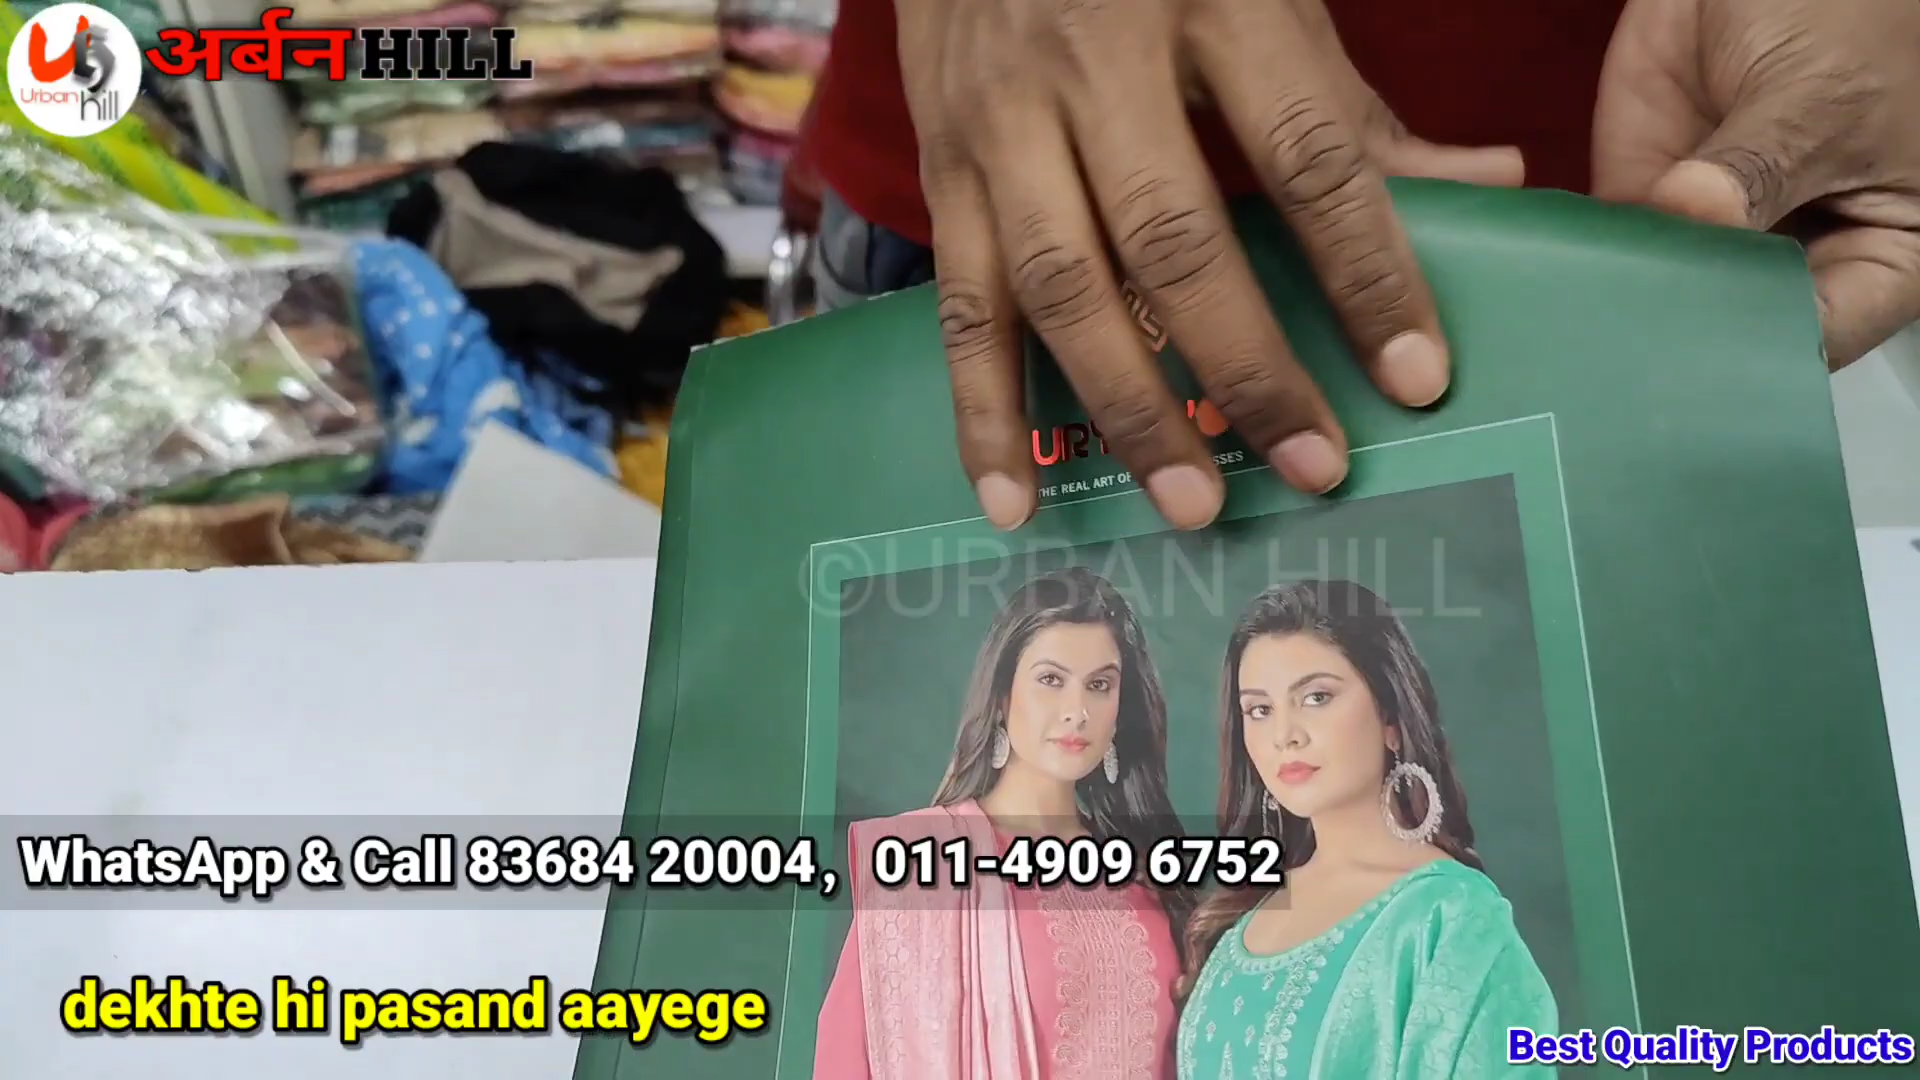 Urban hill
अर्बन HILL
THE REAL ART OF
©URBAN HILL
WhatsApp & Call 83684 20004, 011-4909 6752
dekhte hi pasand aayege
Best Quality Products